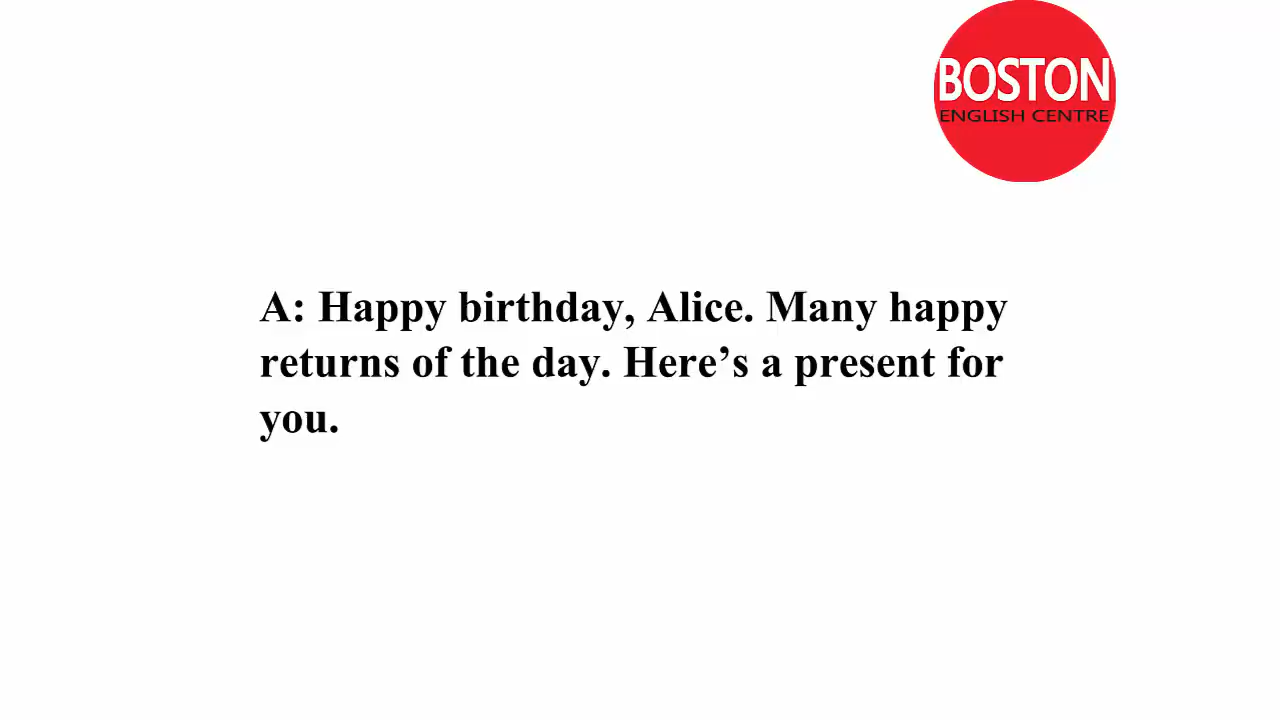 BOSTON
ENGLISH CENTRE
A: Happy birthday, Alice. Many happy
returns of the day. Here’s a present for
you.